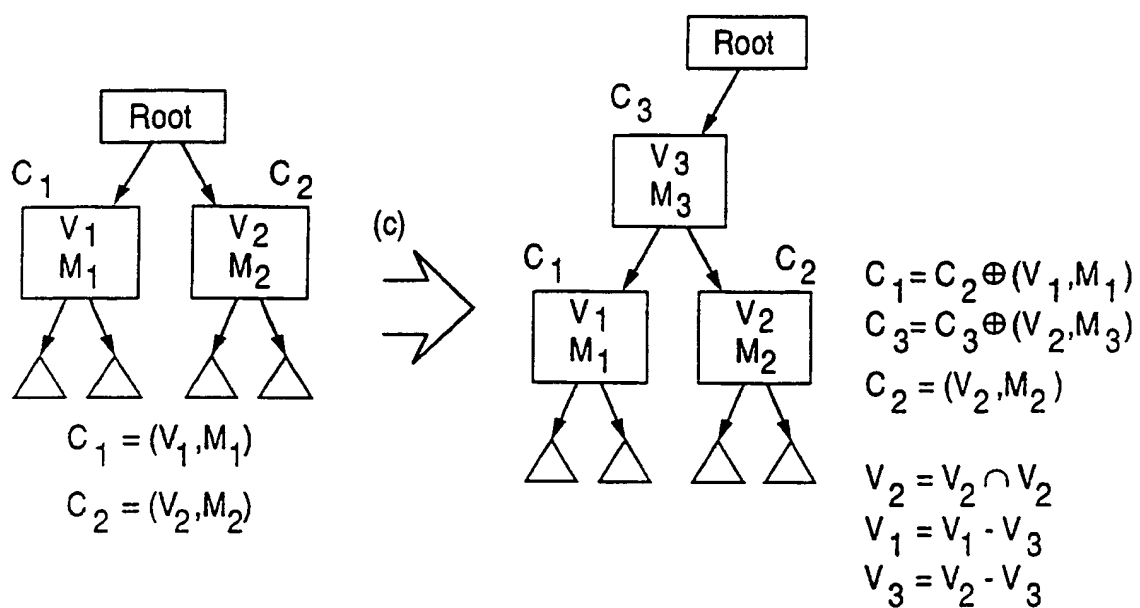 Root
C₁
C₂
V₁
M₁
V₂
M₂
C₁ = (V₁,M₁)
C₂ = (V₂,M₂)
(c)
Root
C₃
V₃
M₃
C₁
C₂
V₁
M₁
V₂
M₂
C₁ = C₂ ⊕ (V₁,M₁)
C₃ = C₃ ⊕ (V₂,M₃)
C₂ = (V₂,M₂)
V₂ = V₂ ∩ V₂
V₁ = V₁ - V₃
V₃ = V₂ - V₃